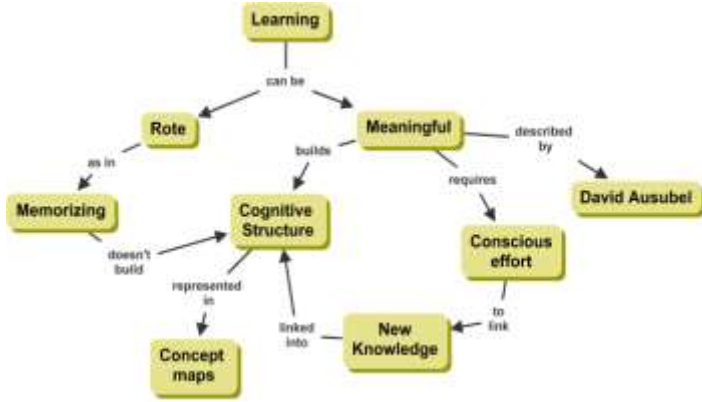 Learning
can be
Rote
Meaningful
described
by
as in
builds
requires
Memorizing
Cognitive
Structure
David Ausubel
doesn't
build
Conscious
effort
represented
in
linked
into
to
link
New
Knowledge
Concept
maps